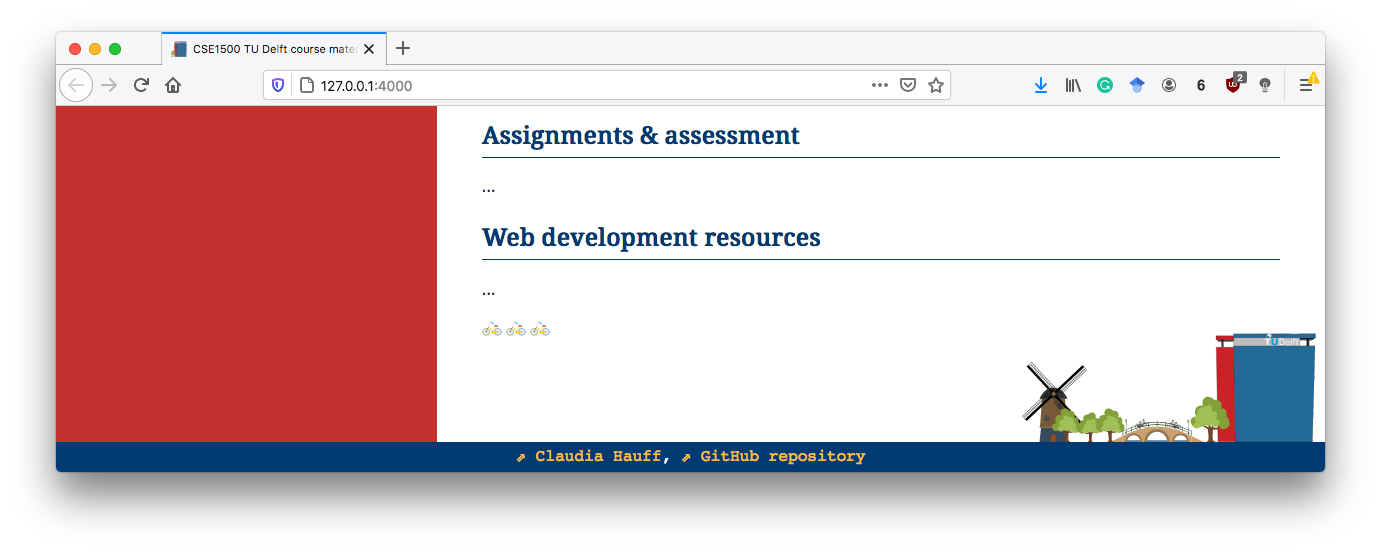 CSE1500 TU Delft course mate
127.0.0.1:4000
6
2
Assignments & assessment
...
Web development resources
...
TU Delft
⇗ Claudia Hauff, ⇗ GitHub repository